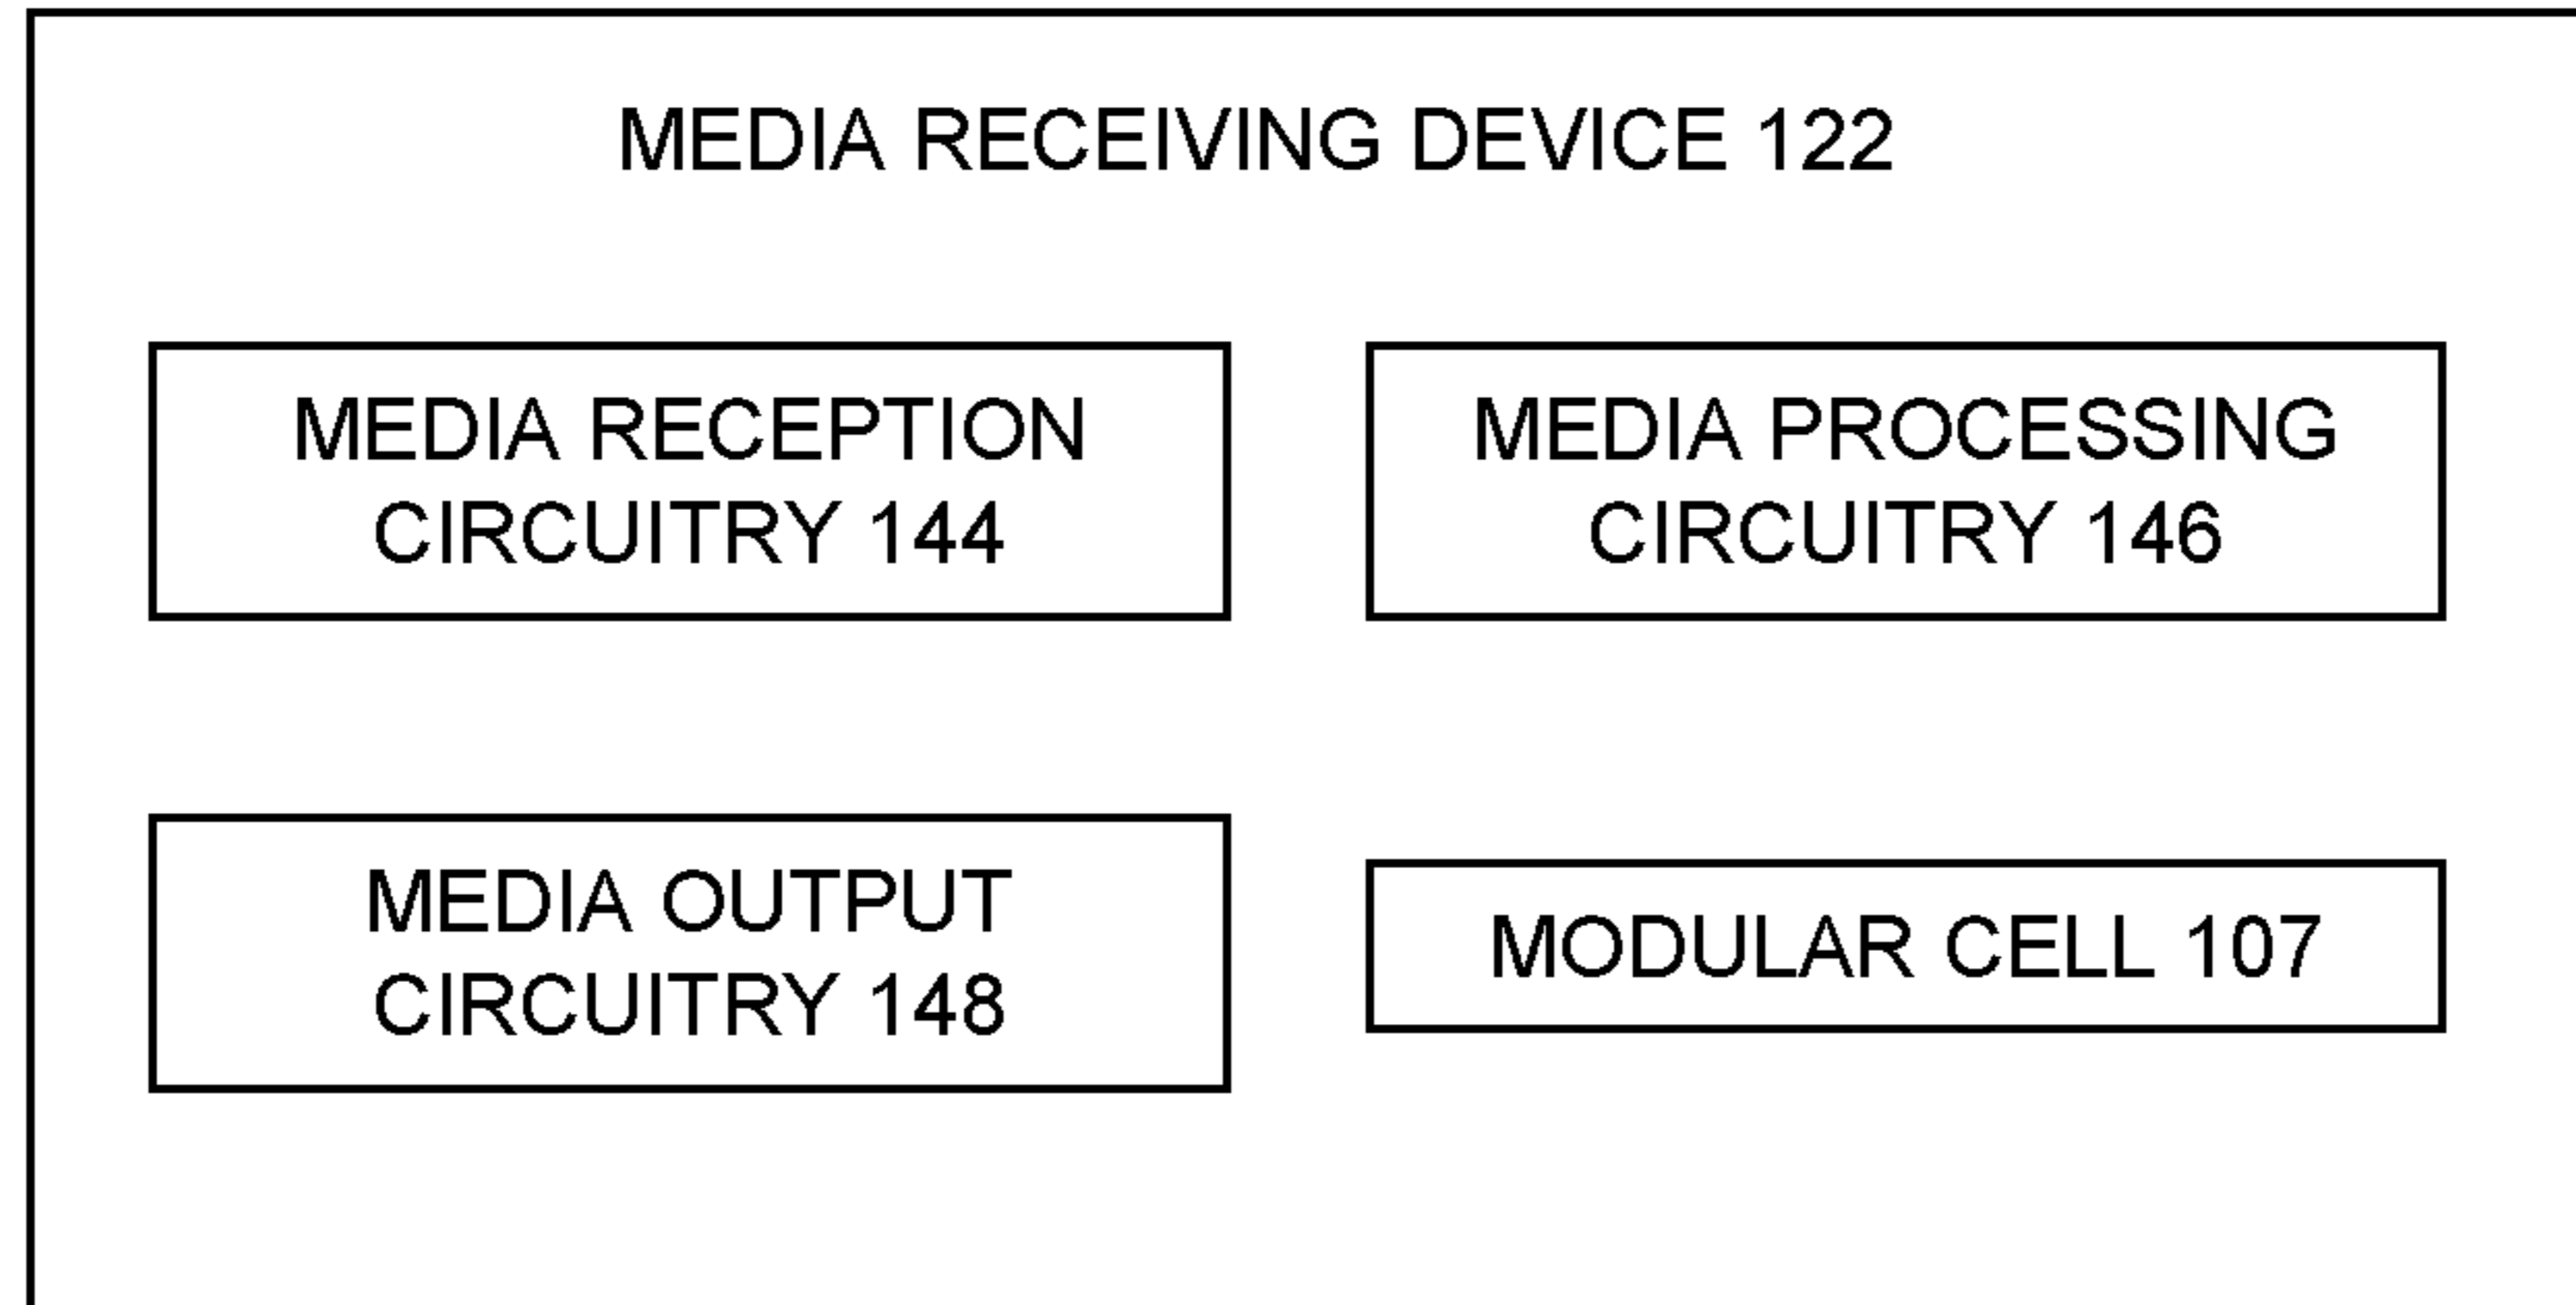 MEDIA RECEIVING DEVICE 122
MEDIA RECEPTION
CIRCUITRY 144
MEDIA PROCESSING
CIRCUITRY 146
MEDIA OUTPUT
CIRCUITRY 148
MODULAR CELL 107